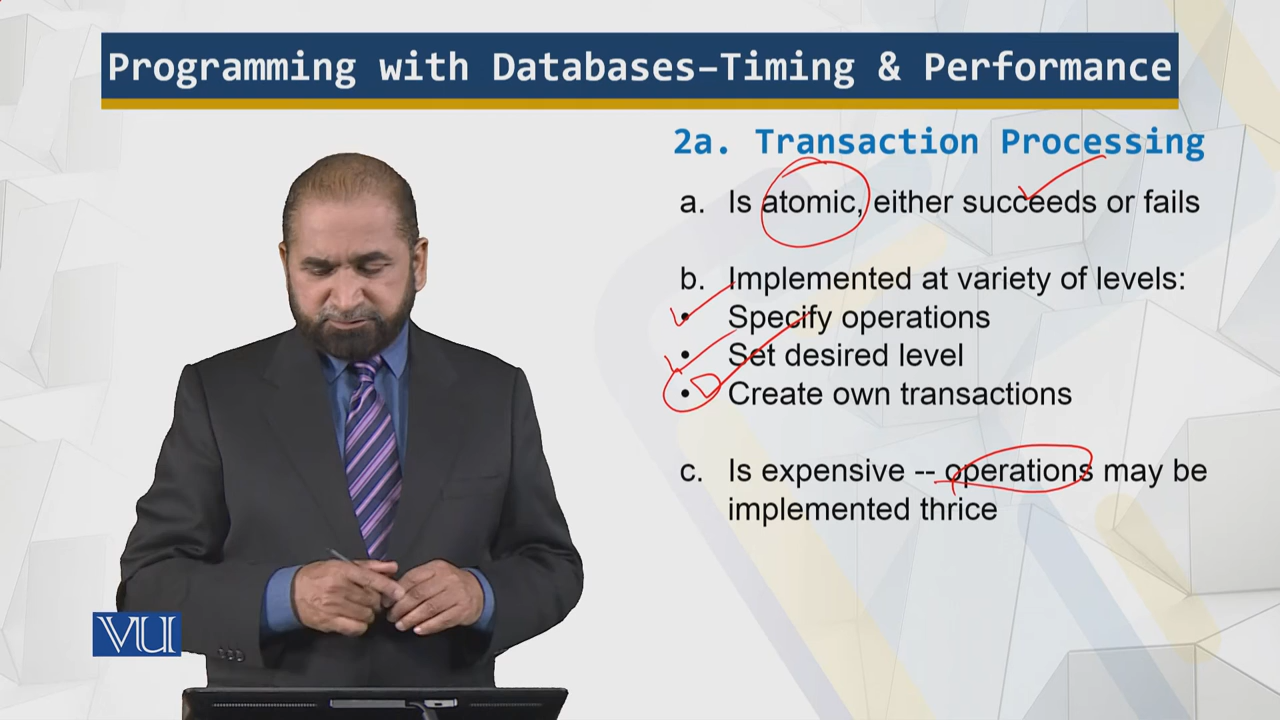 Programming with Databases–Timing & Performance
2a. Transaction Processing
a. Is atomic, either succeeds or fails
b. Implemented at variety of levels:
• Specify operations
• Set desired level
• Create own transactions
c. Is expensive -- operations may be
implemented thrice
VU